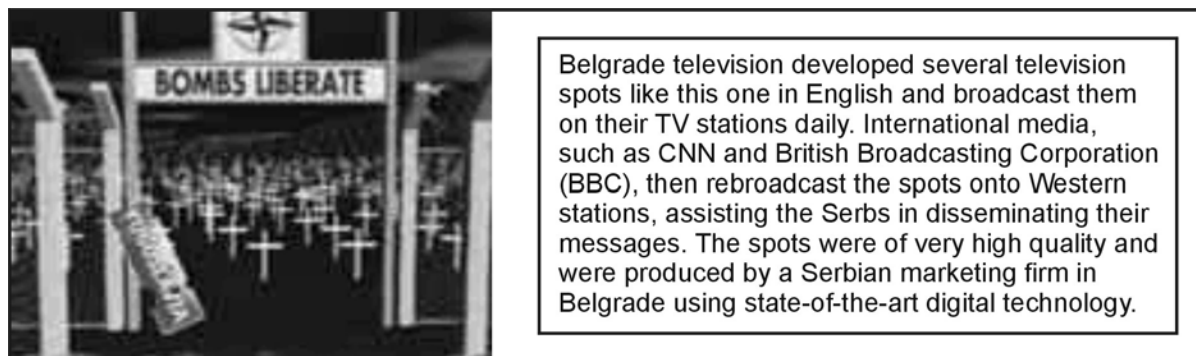 BOMBS LIBERATE
Belgrade television developed several television
spots like this one in English and broadcast them
on their TV stations daily. International media,
such as CNN and British Broadcasting Corporation
(BBC), then rebroadcast the spots onto Western
stations, assisting the Serbs in disseminating their
messages. The spots were of very high quality and
were produced by a Serbian marketing firm in
Belgrade using state-of-the-art digital technology.